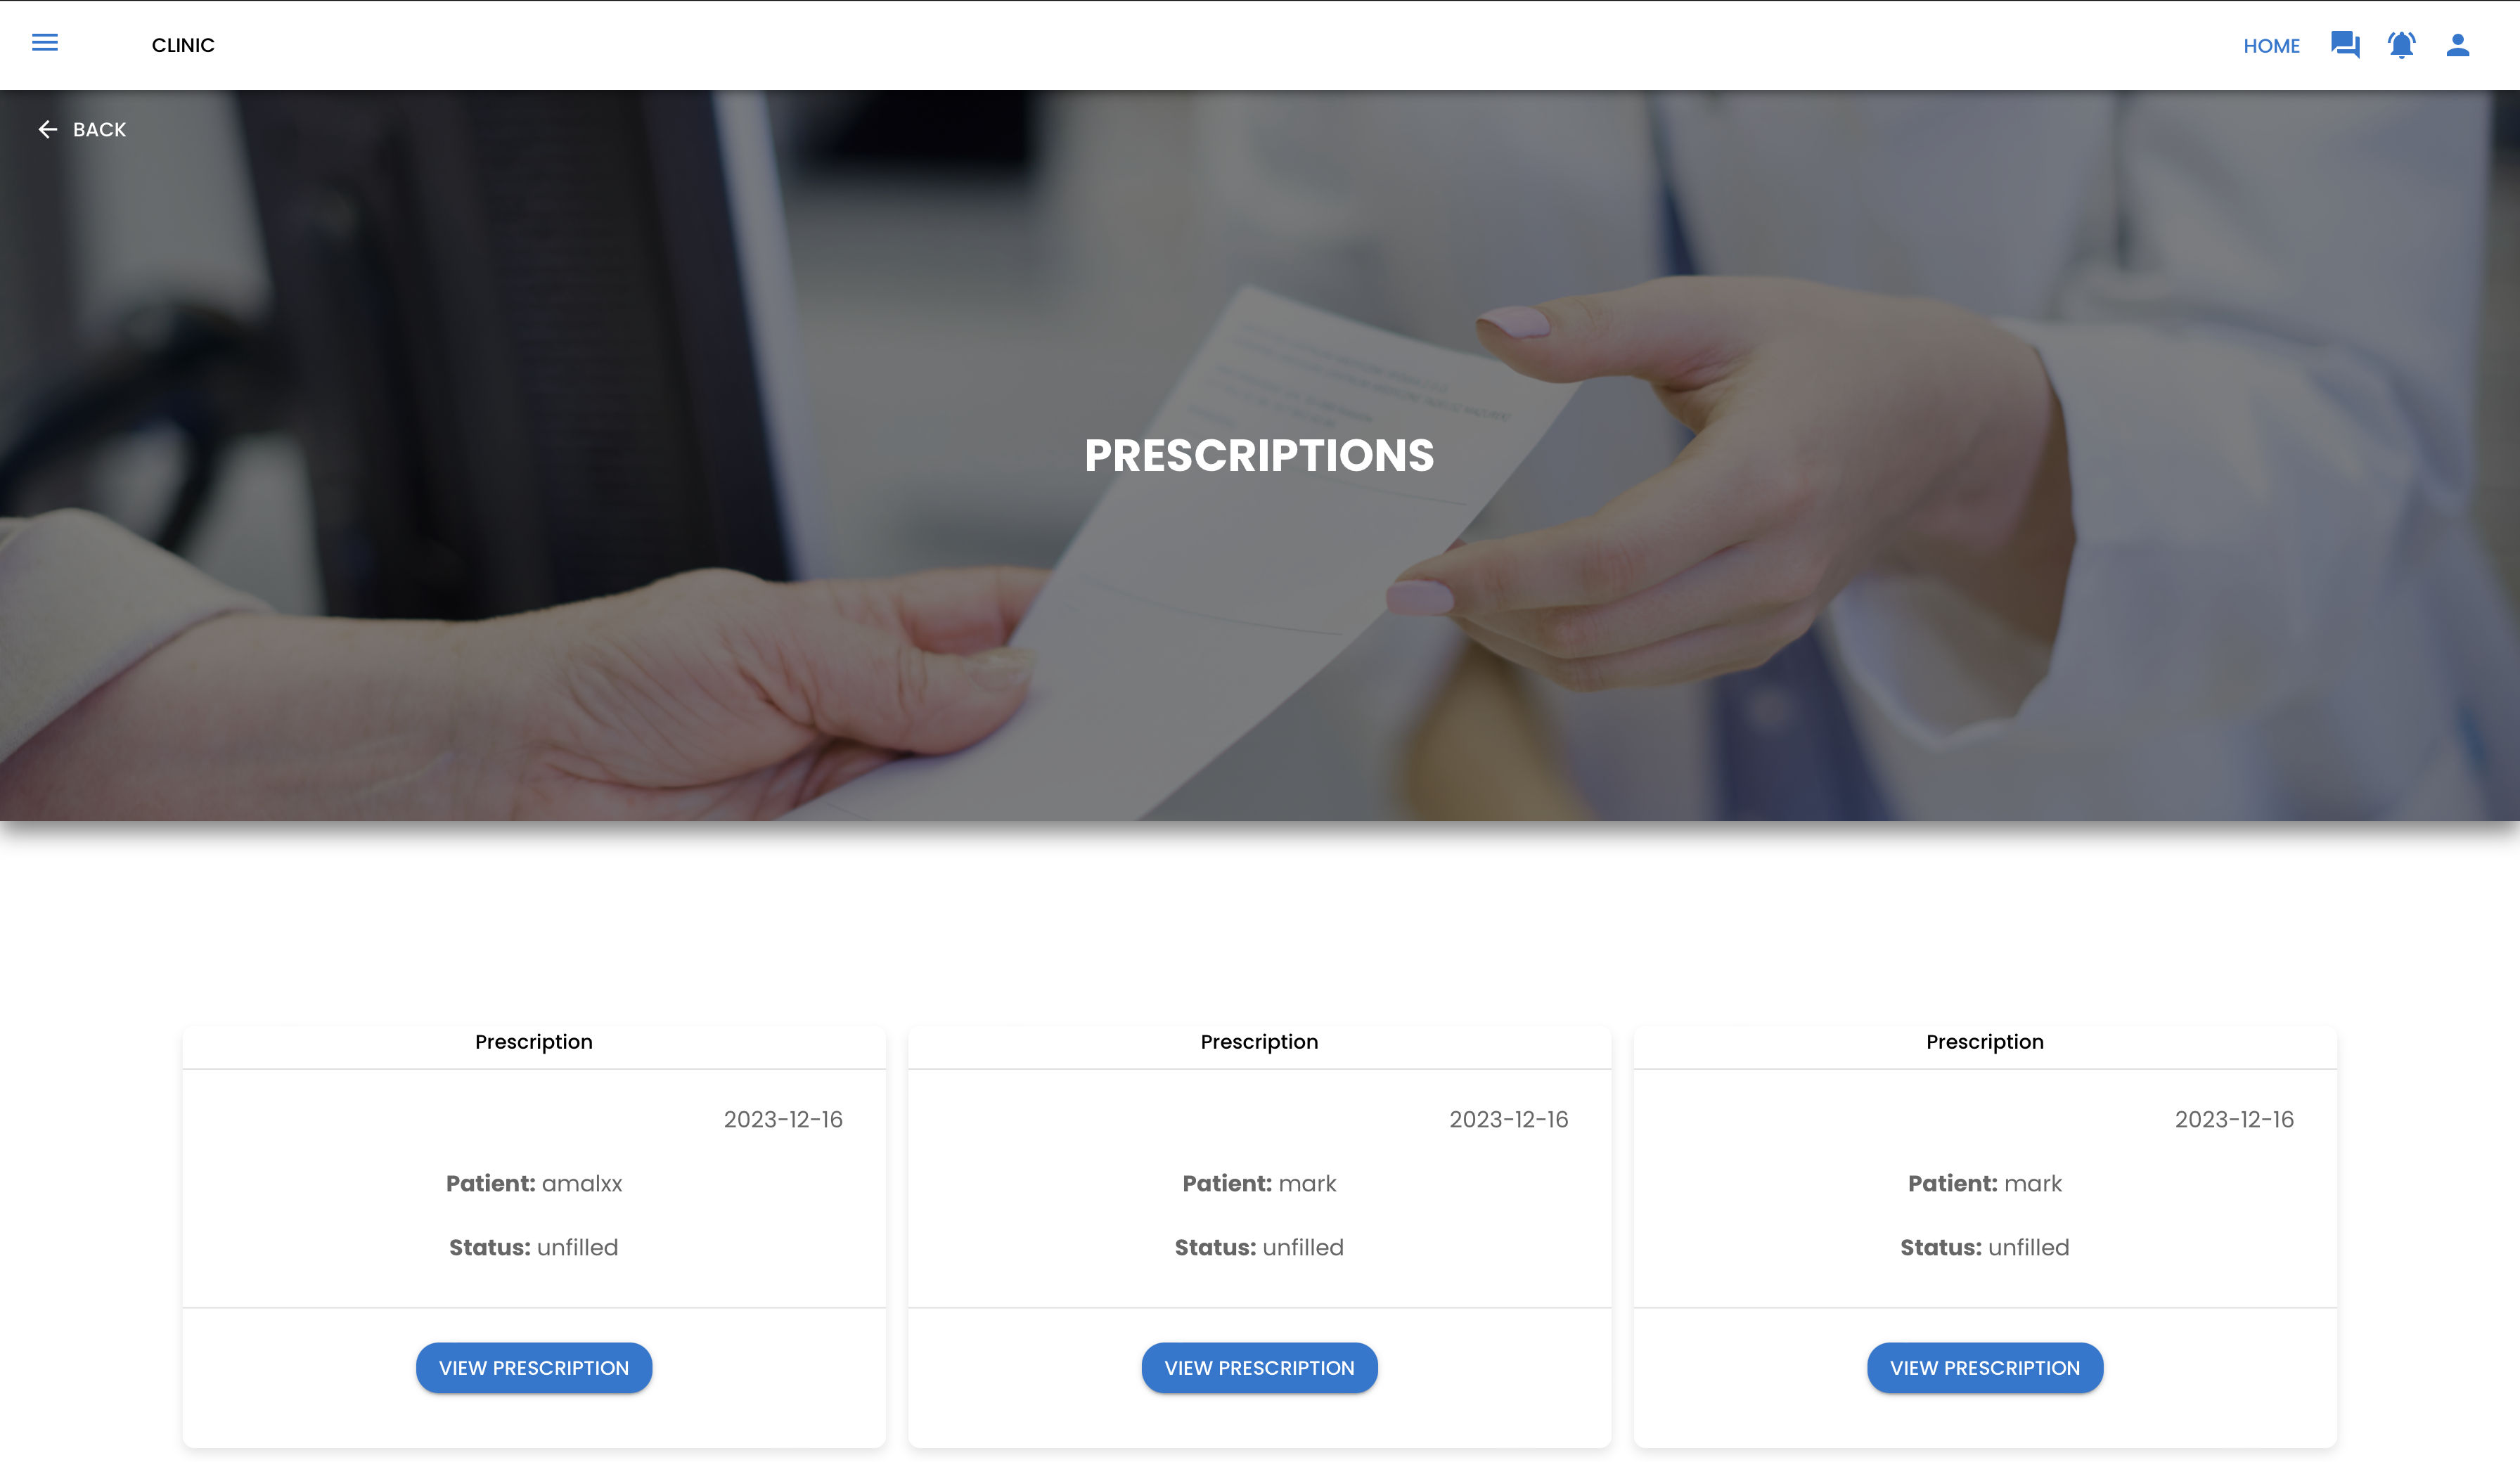 CLINIC
HOME
BACK
PRESCRIPTIONS
Prescription
2023-12-16
Patient: amalxx
Status: unfilled
VIEW PRESCRIPTION
Prescription
2023-12-16
Patient: mark
Status: unfilled
VIEW PRESCRIPTION
Prescription
2023-12-16
Patient: mark
Status: unfilled
VIEW PRESCRIPTION